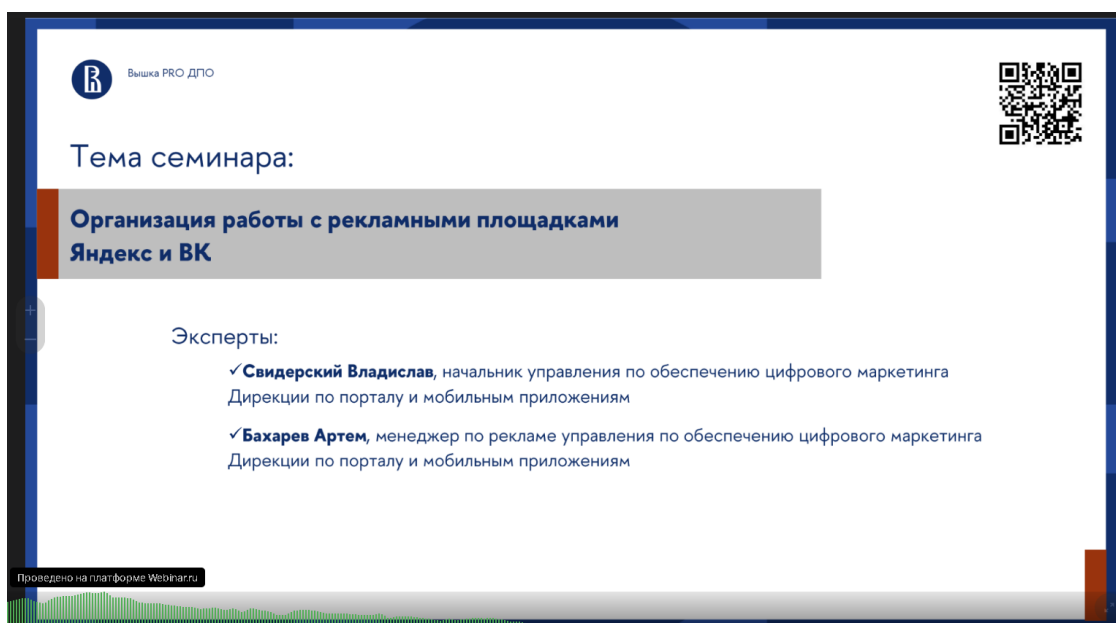 Вышка PRO ДПО
Тема семинара:
Организация работы с рекламными площадками
Яндекс и ВК
Эксперты:
✓Свидерский Владислав, начальник управления по обеспечению цифрового маркетинга
Дирекции по порталу и мобильным приложениям
✓Бахарев Артем, менеджер по рекламе управления по обеспечению цифрового маркетинга
Дирекции по порталу и мобильным приложениям
Проведено на платформе Webinar.ru